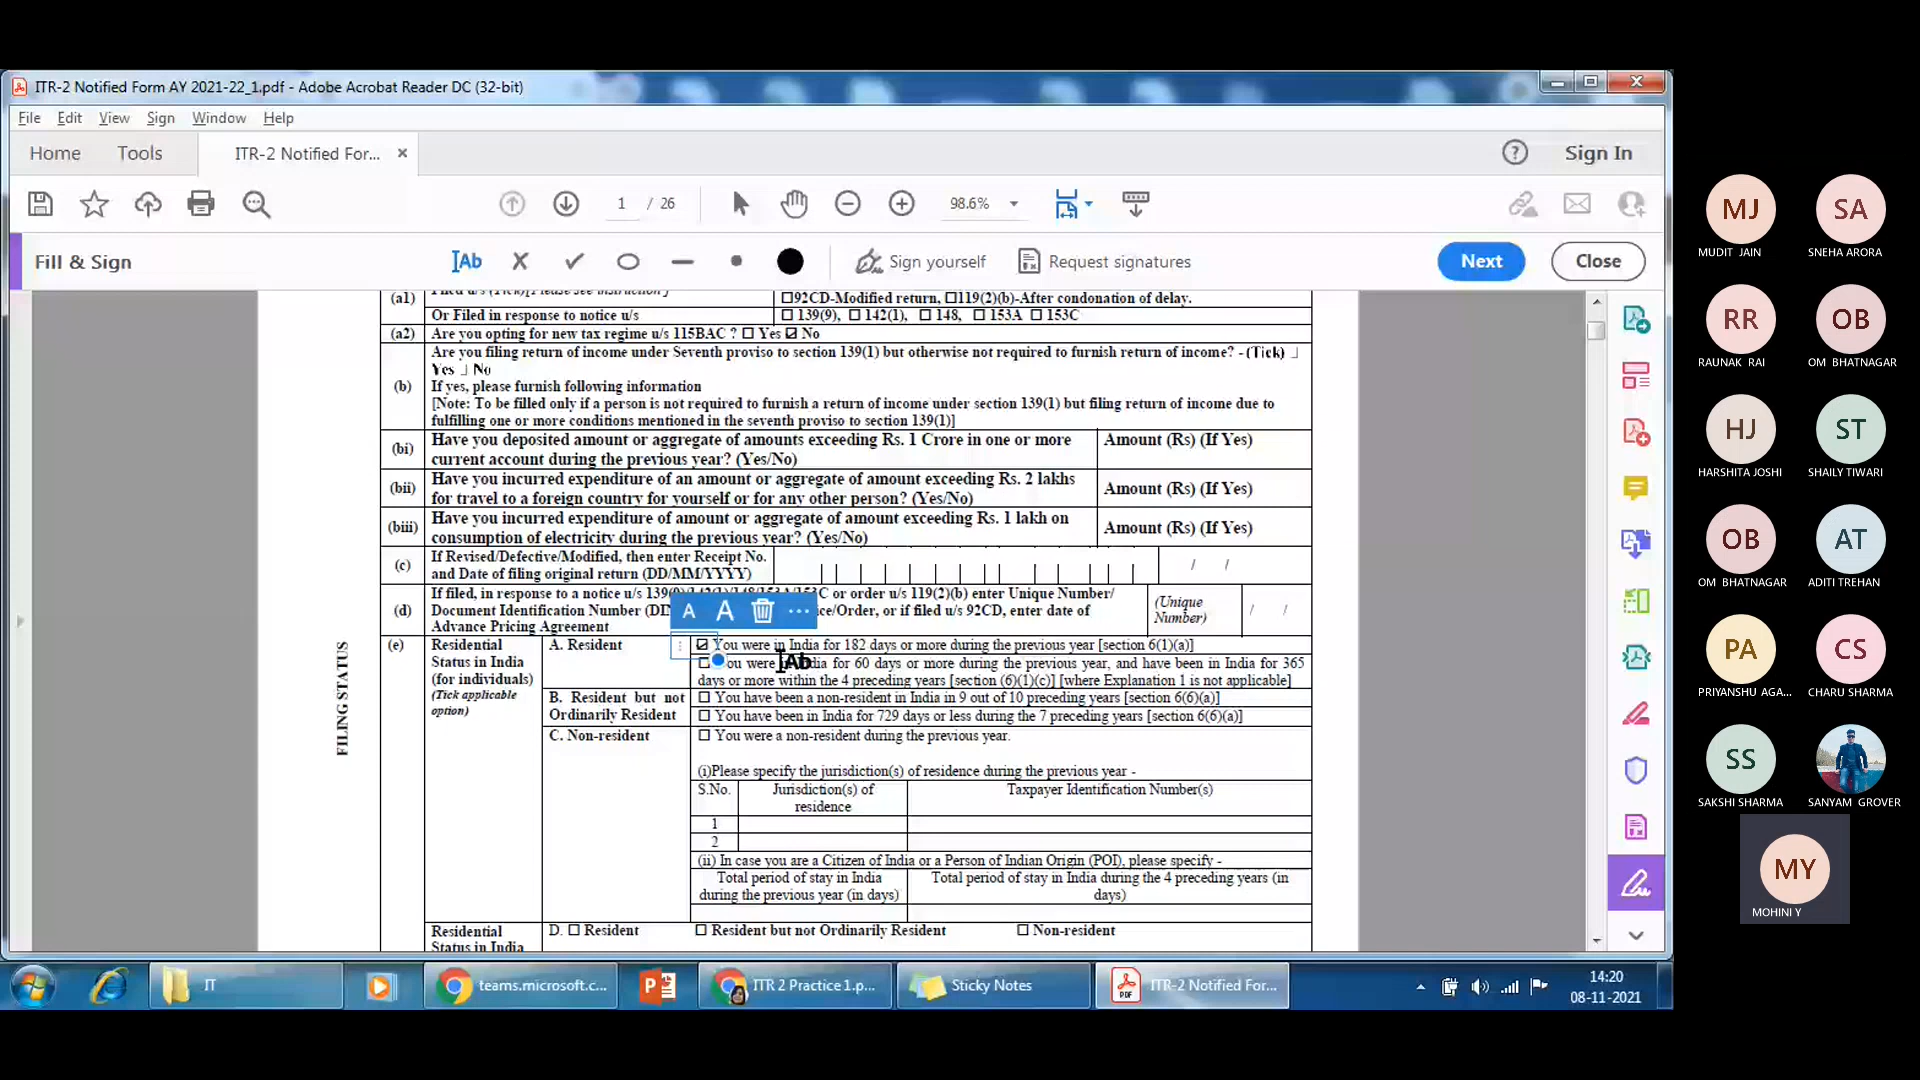 ITR-2 Notified Form AY 2021-22_1.pdf - Adobe Acrobat Reader DC (32-bit)
File Edit View Sign Window Help
Home Tools ITR-2 Notified For... ×
Sign In
1 / 26
98.6%
Fill & Sign
Ab
Sign yourself
Request signatures
Next
Close
(a1)
☐92CD-Modified return, ☐119(2)(b)-After condonation of delay.
Or Filed in response to notice u/s
☐ 139(9), ☐ 142(1), ☐ 148, ☐ 153A ☐ 153C
(a2) Are you opting for new tax regime u/s 115BAC ? ☐ Yes ☑ No
(b)
Are you filing return of income under Seventh proviso to section 139(1) but otherwise not required to furnish return of income? - (Tick)
Yes No
If yes, please furnish following information
[Note: To be filled only if a person is not required to furnish a return of income under section 139(1) but filing return of income due to
fulfilling one or more conditions mentioned in the seventh proviso to section 139(1)]
(bi)
Have you deposited amount or aggregate of amounts exceeding Rs. 1 Crore in one or more
current account during the previous year? (Yes/No)
Amount (Rs) (If Yes)
(bii)
Have you incurred expenditure of an amount or aggregate of amount exceeding Rs. 2 lakhs
for travel to a foreign country for yourself or for any other person? (Yes/No)
Amount (Rs) (If Yes)
(biii)
Have you incurred expenditure of amount or aggregate of amount exceeding Rs. 1 lakh on
consumption of electricity during the previous year? (Yes/No)
Amount (Rs) (If Yes)
(c)
If Revised/Defective/Modified, then enter Receipt No.
and Date of filing original return (DD/MM/YYYY)
/ /
(d)
If filed, in response to a notice u/s 139(9)/142(1)/148/153A/153C or order u/s 119(2)(b) enter Unique Number/
Document Identification Number (DIN ice/Order, or if filed u/s 92CD, enter date of
Advance Pricing Agreement
(Unique
Number)
/ /
A A ...
FILING STATUS
(e)
Residential
Status in India
(for individuals)
(Tick applicable
option)
A. Resident
☑ You were in India for 182 days or more during the previous year [section 6(1)(a)]
☐ You were in India for 60 days or more during the previous year, and have been in India for 365
days or more within the 4 preceding years [section (6)(1)(c)] [where Explanation 1 is not applicable]
Ab
B. Resident but not
Ordinarily Resident
☐ You have been a non-resident in India in 9 out of 10 preceding years [section 6(6)(a)]
☐ You have been in India for 729 days or less during the 7 preceding years [section 6(6)(a)]
C. Non-resident
☐ You were a non-resident during the previous year.
(i)Please specify the jurisdiction(s) of residence during the previous year -
S.No. Jurisdiction(s) of
residence
Taxpayer Identification Number(s)
1
2
(ii) In case you are a Citizen of India or a Person of Indian Origin (POI), please specify -
Total period of stay in India
during the previous year (in days)
Total period of stay in India during the 4 preceding years (in
days)
Residential
Status in India
D. ☐ Resident ☐ Resident but not Ordinarily Resident ☐ Non-resident
IT
teams.microsoft.c...
ITR 2 Practice 1.p...
Sticky Notes
ITR-2 Notified For...
14:20
08-11-2021
MJ
MUDIT JAIN
SA
SNEHA ARORA
RR
RAUNAK RAI
OB
OM BHATNAGAR
HJ
HARSHITA JOSHI
ST
SHAILY TIWARI
OB
OM BHATNAGAR
AT
ADITI TREHAN
PA
PRIYANSHU AGA...
CS
CHARU SHARMA
SS
SAKSHI SHARMA
SANYAM GROVER
MY
MOHINI Y